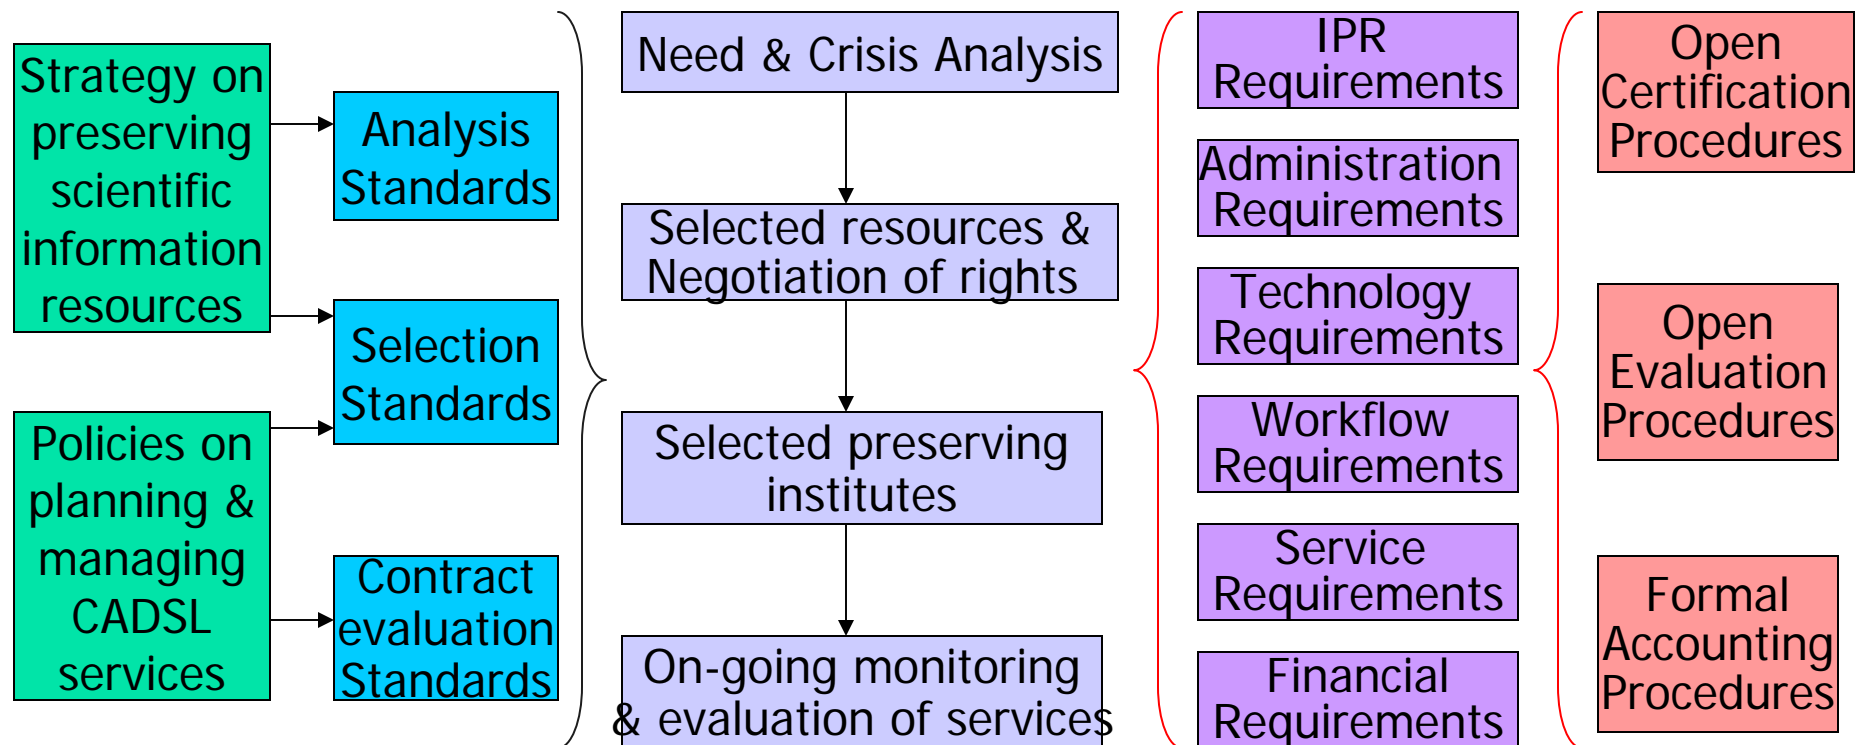 Strategy on
preserving
scientific
information
resources
Policies on
planning &
managing
CADSL
services
Analysis
Standards
Selection
Standards
Contract
evaluation
Standards
Need & Crisis Analysis
Selected resources &
Negotiation of rights
Selected preserving
institutes
On-going monitoring
& evaluation of services
IPR
Requirements
Administration
Requirements
Technology
Requirements
Workflow
Requirements
Service
Requirements
Financial
Requirements
Open
Certification
Procedures
Open
Evaluation
Procedures
Formal
Accounting
Procedures